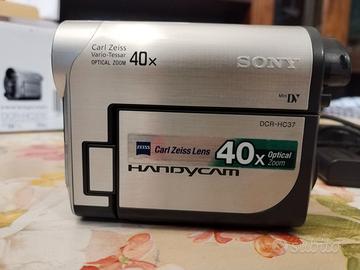 Carl Zeiss
Vario-Tessar
OPTICAL ZOOM 40x
SONY
Mini DV
DCR-HC37
ZEISS Carl Zeiss Lens 40x Optical Zoom
HANDYCAM
subito